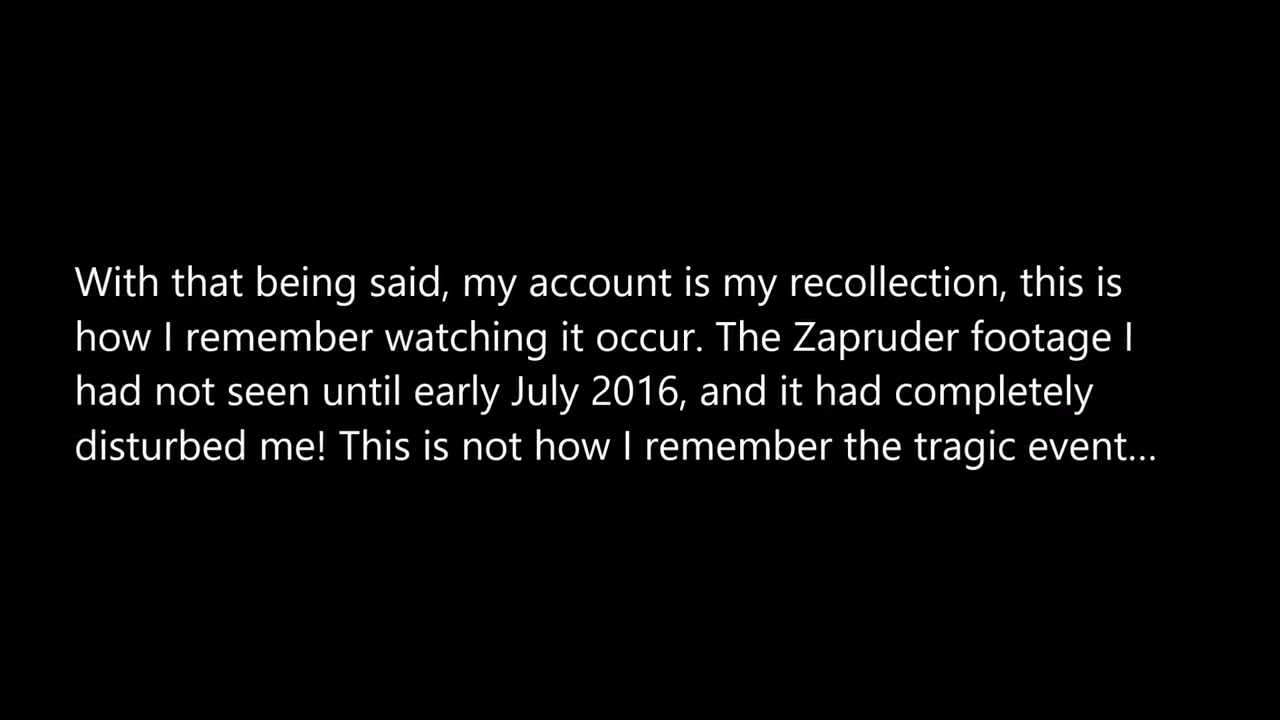 With that being said, my account is my recollection, this is
how I remember watching it occur. The Zapruder footage I
had not seen until early July 2016, and it had completely
disturbed me! This is not how I remember the tragic event...